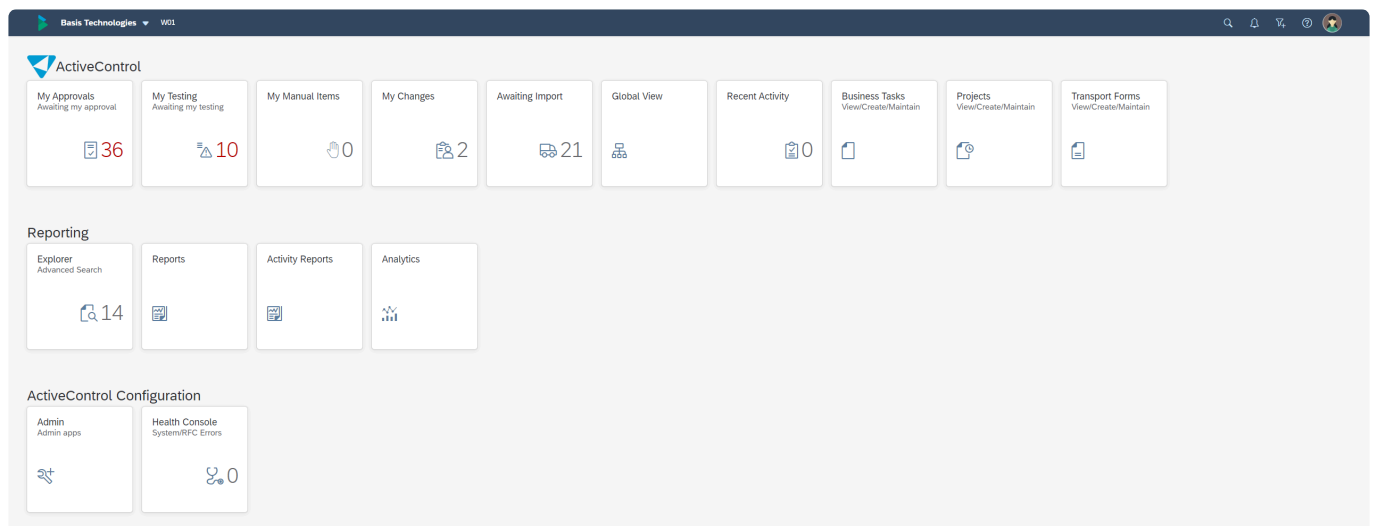 Basis Technologies W01
ActiveControl
My Approvals
Awaiting my approval
36
My Testing
Awaiting my testing
10
My Manual Items
0
My Changes
2
Awaiting Import
21
Global View
Recent Activity
0
Business Tasks
View/Create/Maintain
Projects
View/Create/Maintain
Transport Forms
View/Create/Maintain
Reporting
Explorer
Advanced Search
14
Reports
Activity Reports
Analytics
ActiveControl Configuration
Admin
Admin apps
Health Console
System/RFC Errors
0